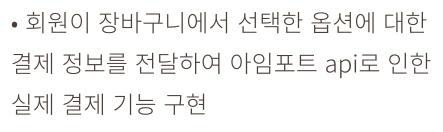 • 회원이 장바구니에서 선택한 옵션에 대한
결제 정보를 전달하여 아임포트 api로 인한
실제 결제 기능 구현